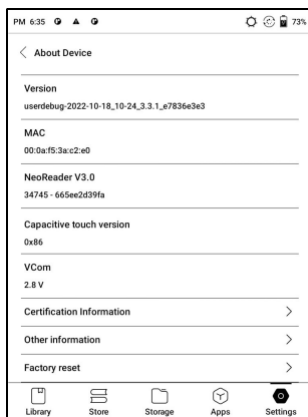 PM 6:35
73%
About Device
Version
userdebug-2022-10-18_10-24_3.3.1_e7836e3e3
MAC
00:0a:f5:3a:c2:e0
NeoReader V3.0
34745 - 665ee2d39fa
Capacitive touch version
0x86
VCom
2.8 V
Certification Information
Other information
Factory reset
Library Store Storage Apps Settings